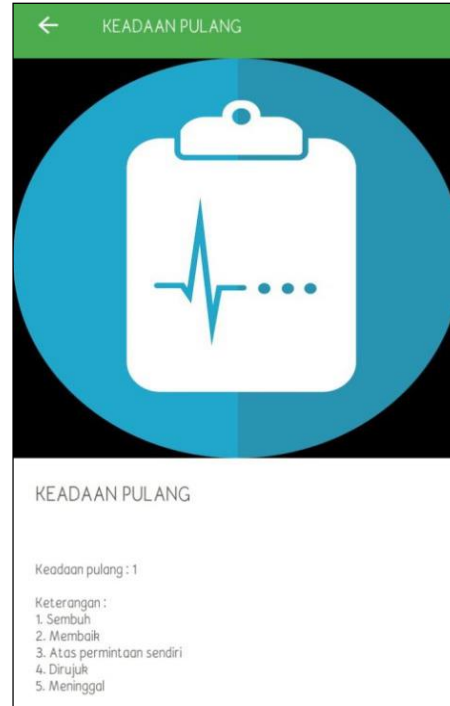 KEADAAN PULANG
KEADAAN PULANG
Keadaan pulang : 1
Keterangan :
1. Sembuh
2. Membaik
3. Atas permintaan sendiri
4. Dirujuk
5. Meninggal